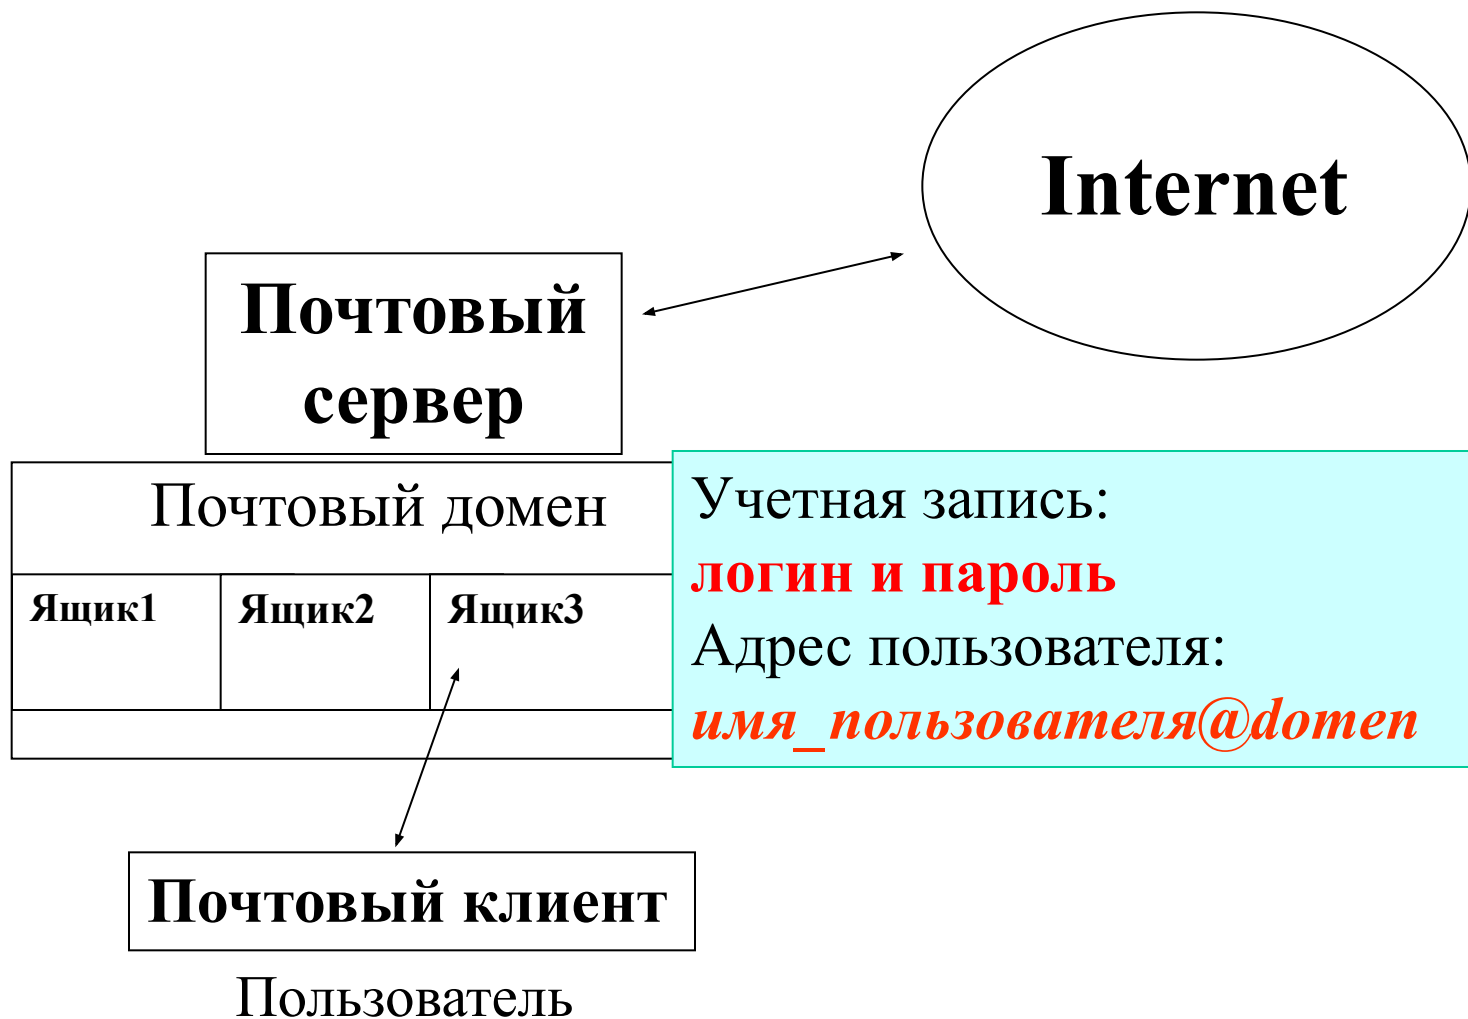 Internet
Почтовый
сервер
Почтовый домен
Ящик1
Ящик2
Ящик3
Учетная запись:
логин и пароль
Адрес пользователя:
имя_пользователя@domen
Почтовый клиент
Пользователь